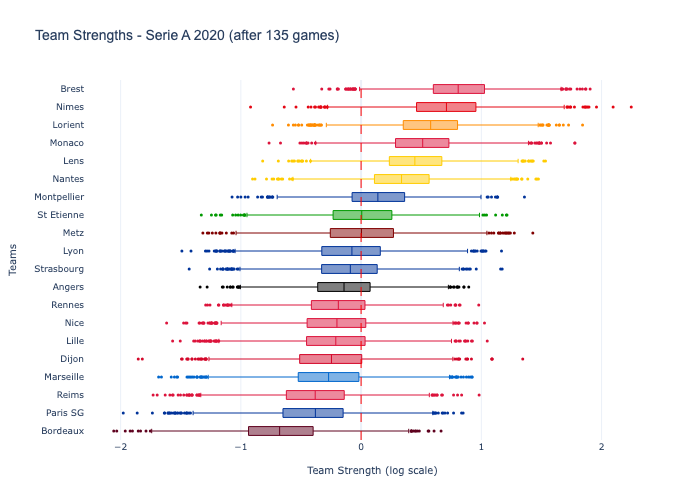 Team Strengths - Serie A 2020 (after 135 games)
Brest
Nimes
Lorient
Monaco
Lens
Nantes
Montpellier
St Etienne
Metz
Lyon
Strasbourg
Angers
Rennes
Nice
Lille
Dijon
Marseille
Reims
Paris SG
Bordeaux
Teams
−2 −1 0 1 2
Team Strength (log scale)